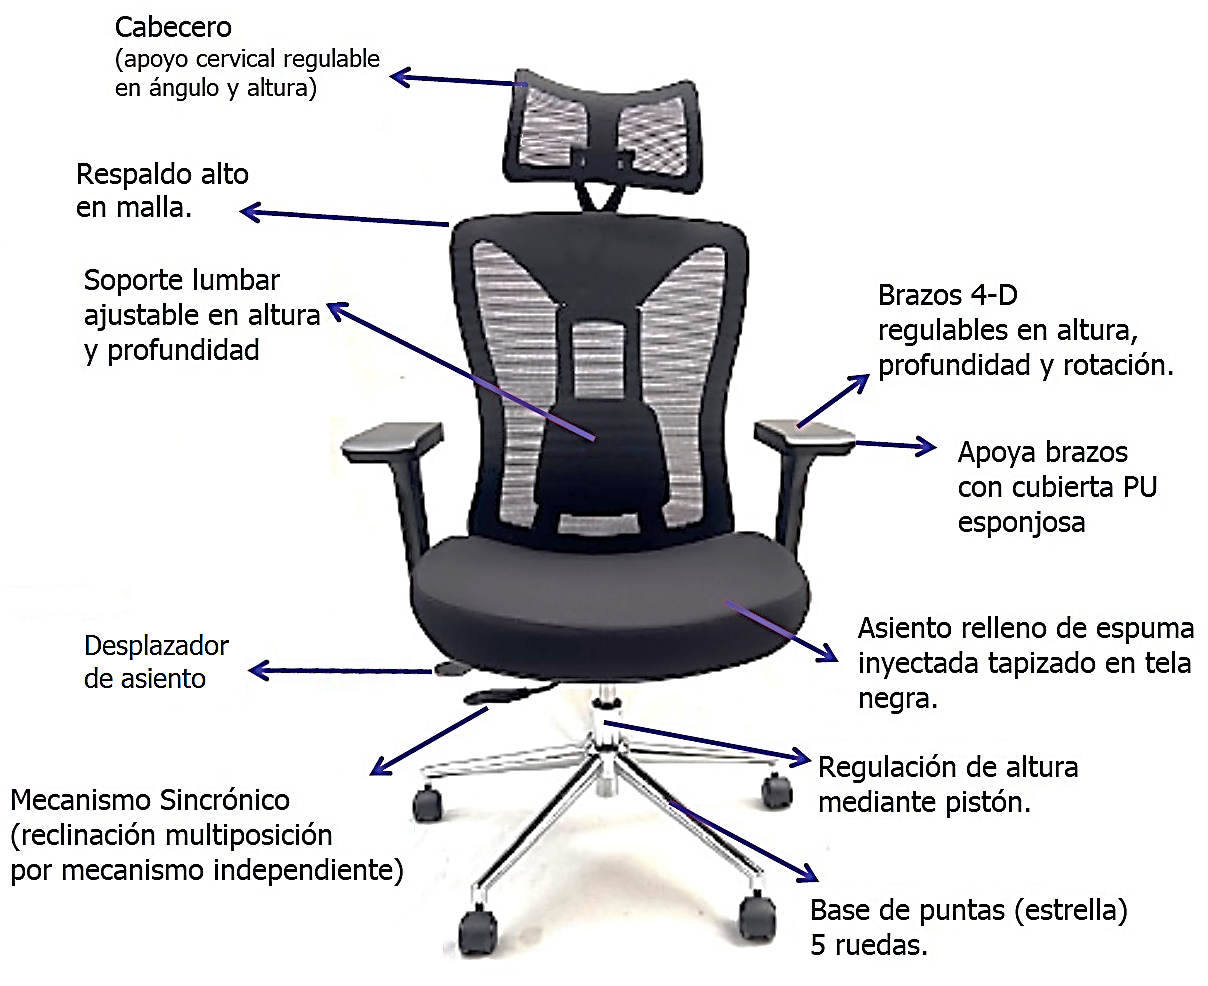 Cabecero
(apoyo cervical regulable
en ángulo y altura)
Respaldo alto
en malla.
Soporte lumbar
ajustable en altura
y profundidad
Brazos 4-D
regulables en altura,
profundidad y rotación.
Apoya brazos
con cubierta PU
esponjosa
Asiento relleno de espuma
inyectada tapizado en tela
negra.
Desplazador
de asiento
Regulación de altura
mediante pistón.
Mecanismo Sincrónico
(reclinación multiposición
por mecanismo independiente)
Base de puntas (estrella)
5 ruedas.